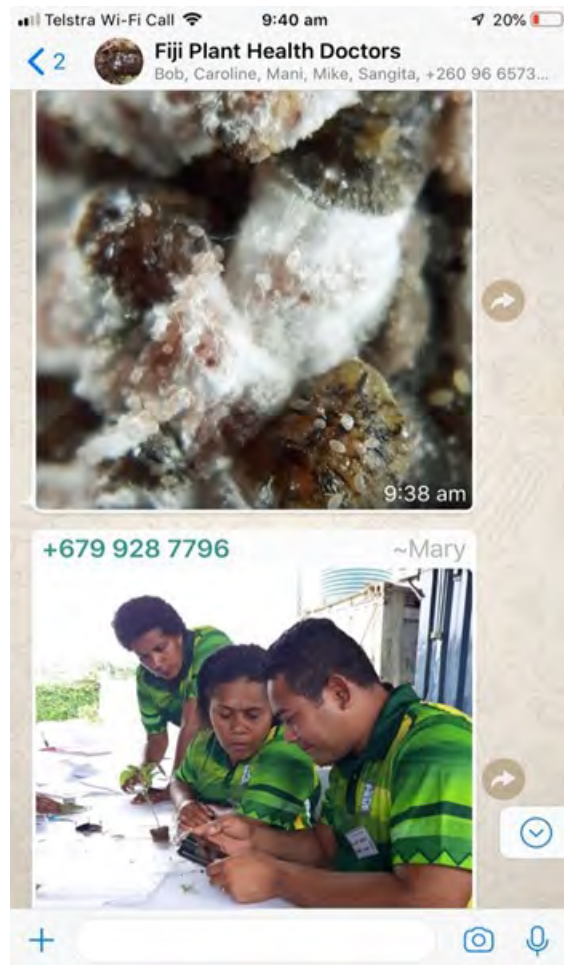 Telstra Wi-Fi Call 9:40 am 20%
2 Fiji Plant Health Doctors
Bob, Caroline, Mani, Mike, Sangita, +260 96 6573...
9:38 am
+679 928 7796 ~Mary